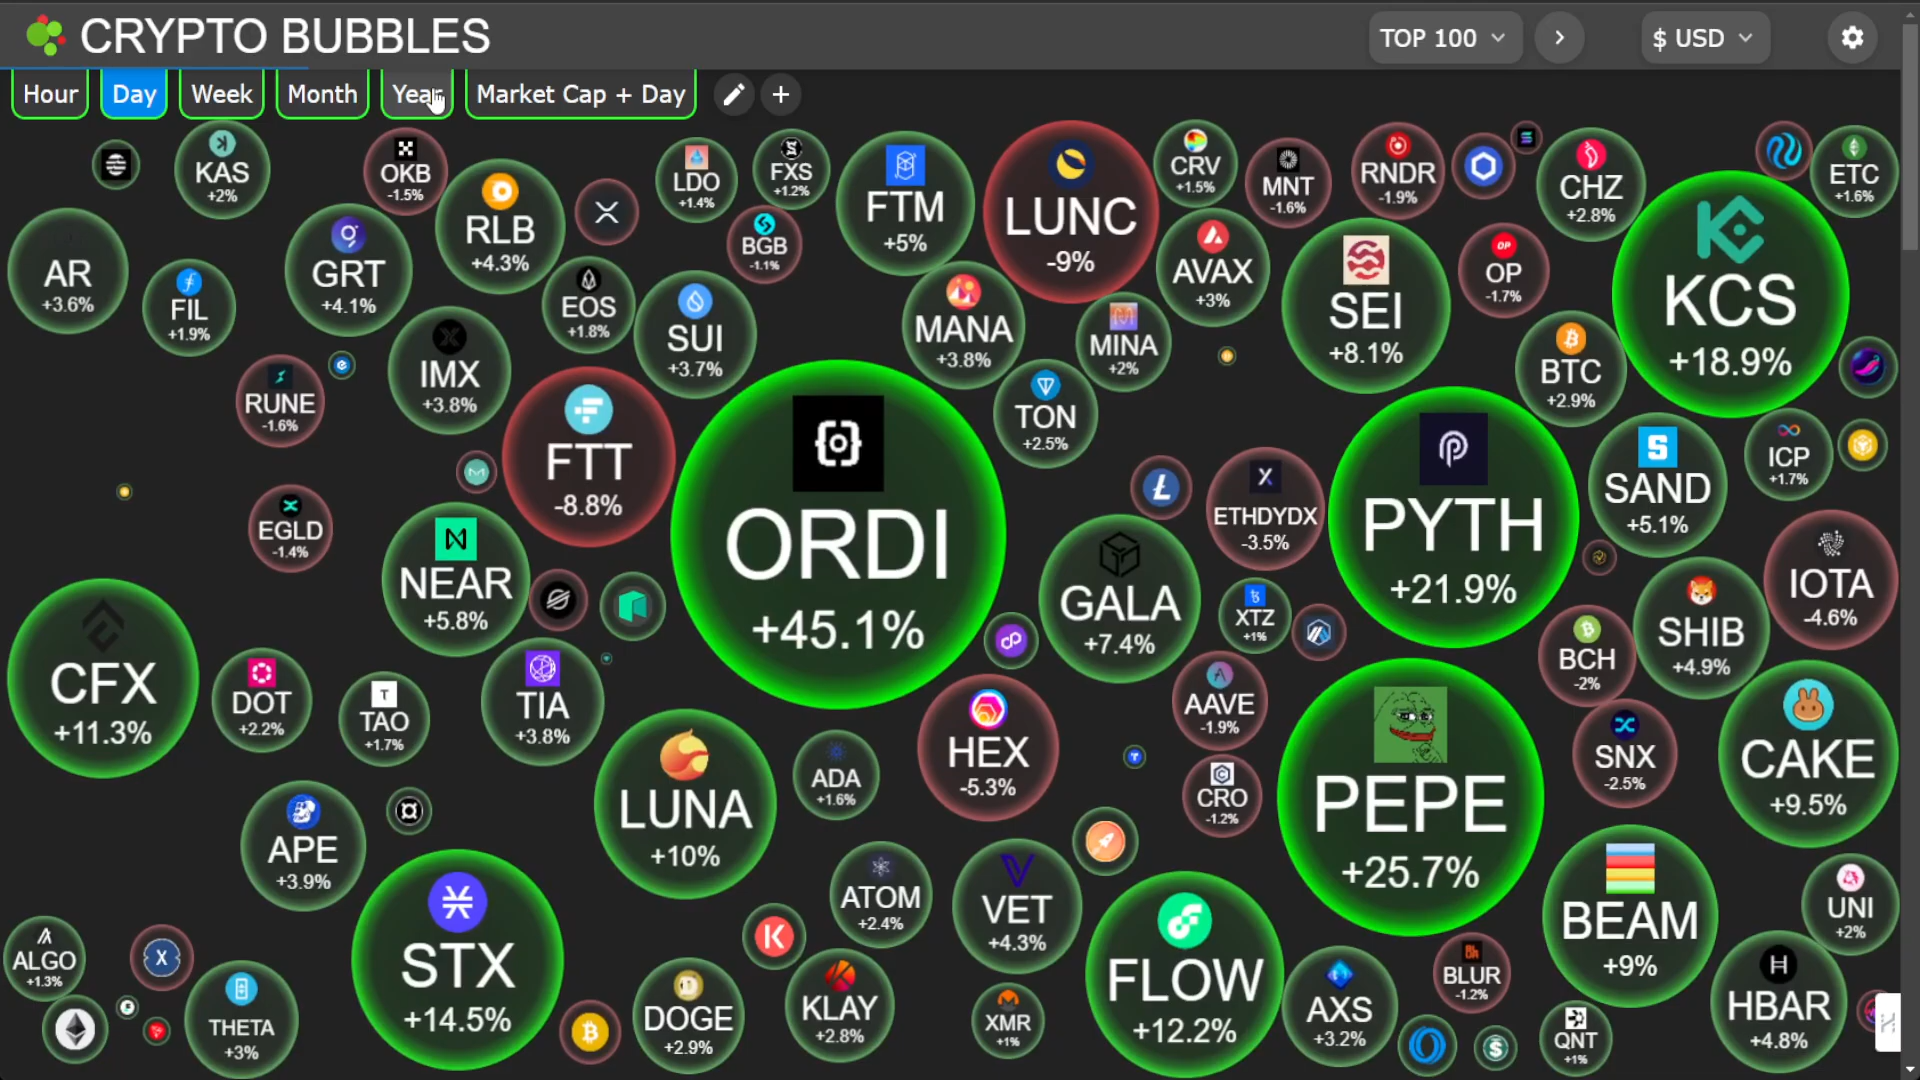 CRYPTO BUBBLES
TOP 100
$ USD
Hour
Day
Week
Month
Year
Market Cap + Day
KAS
+2%
OKB
-1.5%
RLB
+4.3%
LDO
+1.4%
FXS
+1.2%
BGB
-1.1%
FTM
+5%
LUNC
-9%
CRV
+1.5%
MNT
-1.6%
RNDR
-1.9%
CHZ
+2.8%
ETC
+1.6%
AR
+3.6%
FIL
+1.9%
GRT
+4.1%
EOS
+1.8%
SUI
+3.7%
MANA
+3.8%
MINA
+2%
AVAX
+3%
SEI
+8.1%
OP
-1.7%
KCS
+18.9%
BTC
+2.9%
RUNE
-1.6%
IMX
+3.8%
FTT
-8.8%
ORDI
+45.1%
TON
+2.5%
ETHDYDX
-3.5%
PYTH
+21.9%
SAND
+5.1%
ICP
+1.7%
EGLD
-1.4%
NEAR
+5.8%
GALA
+7.4%
XTZ
+1%
BCH
-2%
SHIB
+4.9%
IOTA
-4.6%
CFX
+11.3%
DOT
+2.2%
TAO
+1.7%
TIA
+3.8%
LUNA
+10%
ADA
+1.6%
HEX
-5.3%
AAVE
-1.9%
CRO
-1.2%
PEPE
+25.7%
SNX
-2.5%
CAKE
+9.5%
APE
+3.9%
STX
+14.5%
ATOM
+2.4%
VET
+4.3%
FLOW
+12.2%
BEAM
+9%
UNI
+2%
ALGO
+1.3%
THETA
+3%
DOGE
+2.9%
KLAY
+2.8%
XMR
+1%
AXS
+3.2%
BLUR
-1.2%
QNT
+1%
HBAR
+4.8%